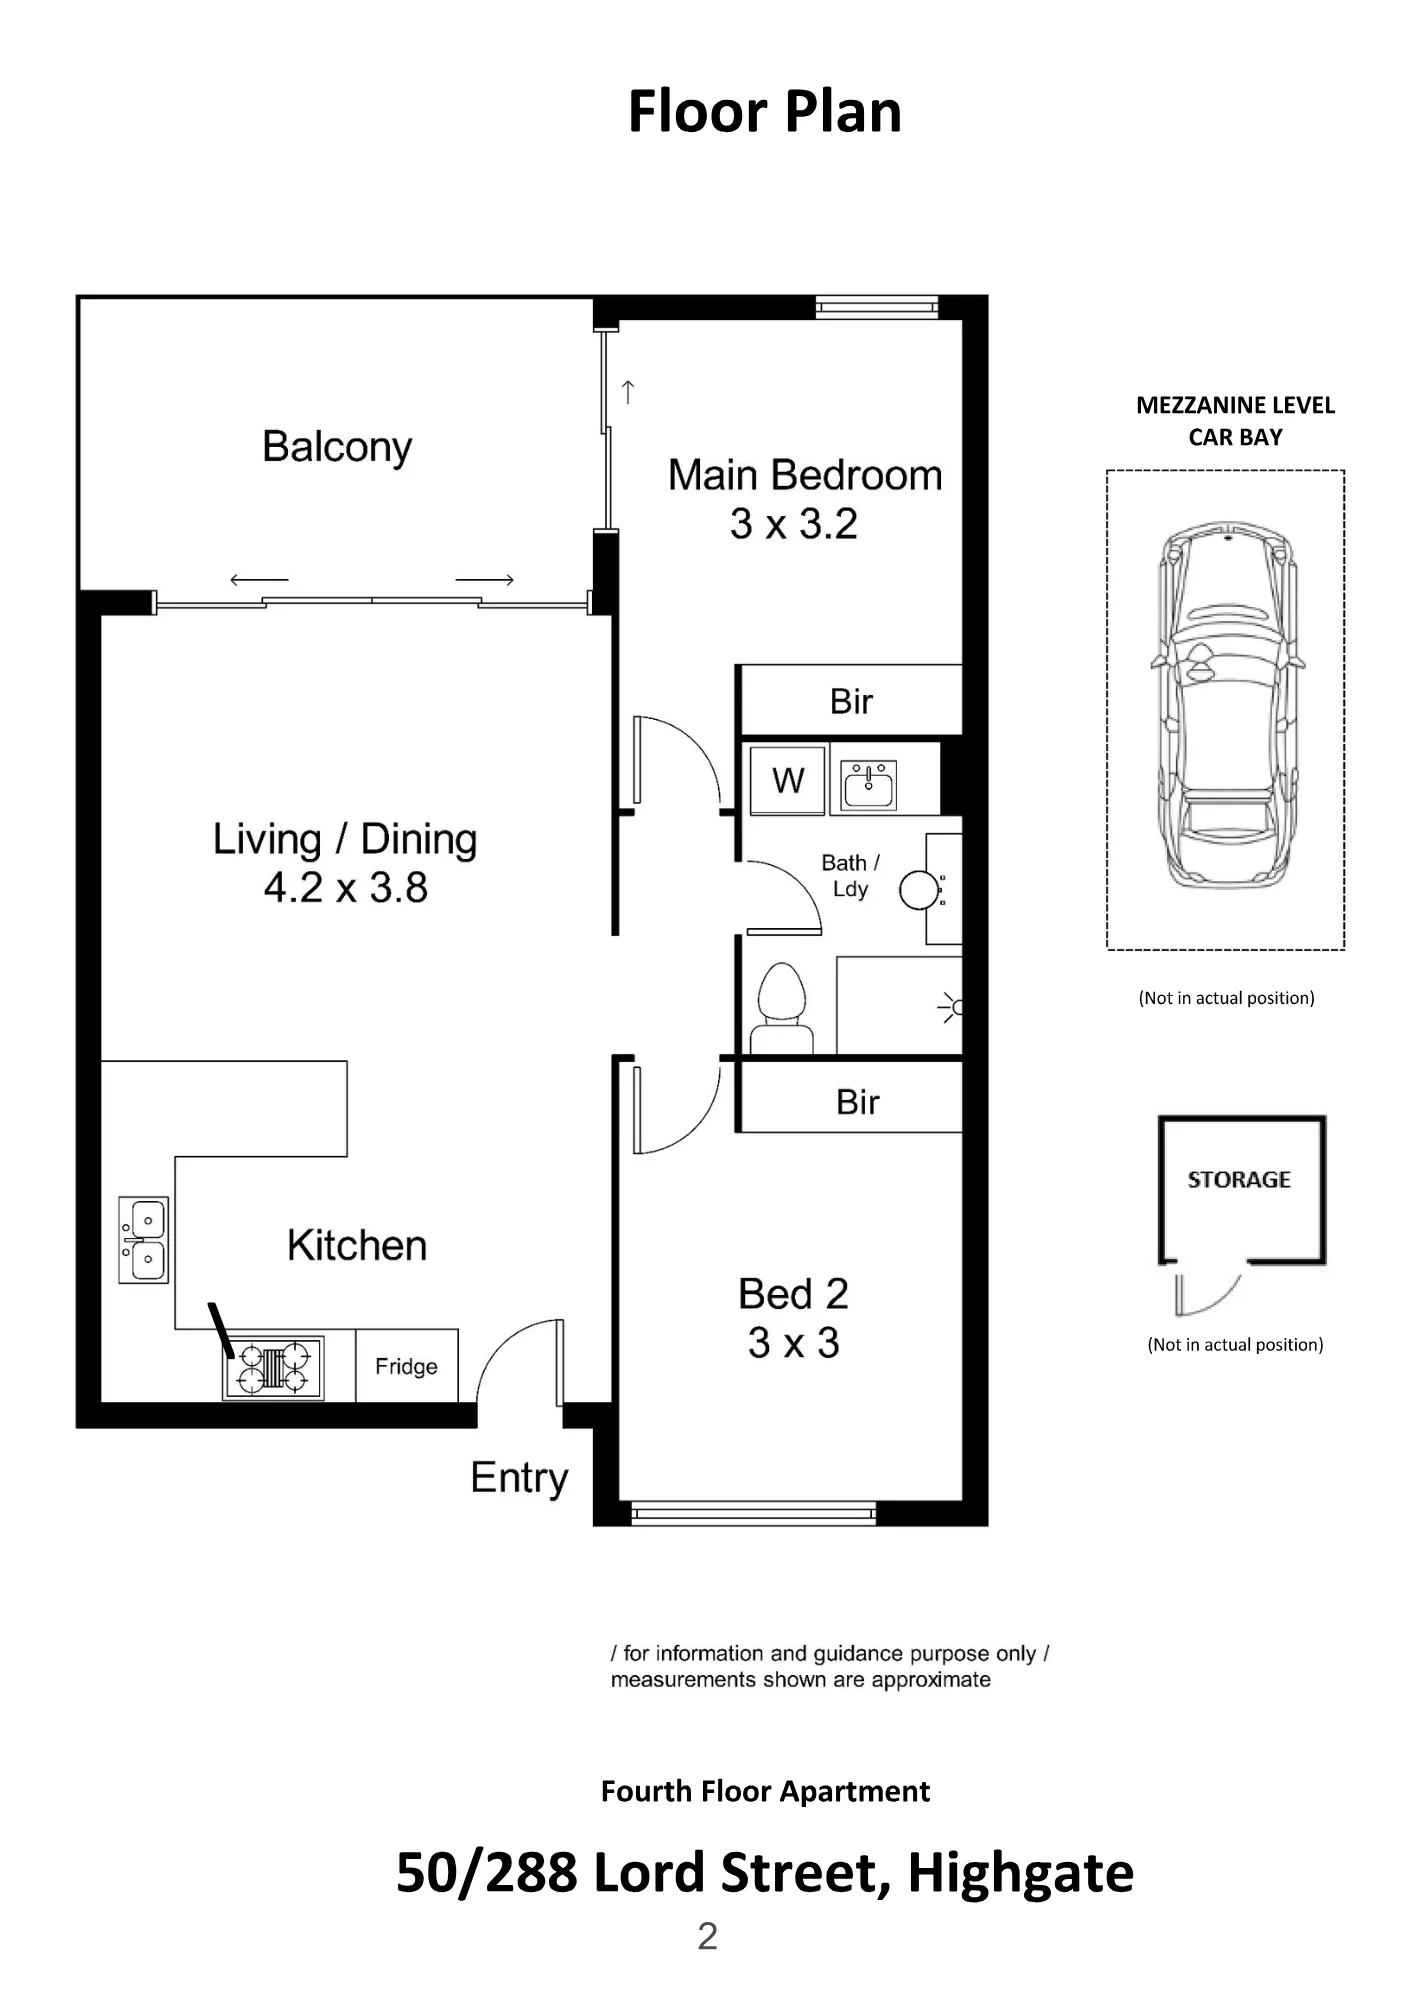 Floor Plan
Balcony
Main Bedroom
3 x 3.2
MEZZANINE LEVEL
CAR BAY
(Not in actual position)
Bir
W
Bath /
Ldy
Living / Dining
4.2 x 3.8
Bir
Kitchen
Fridge
Bed 2
3 x 3
STORAGE
(Not in actual position)
Entry
/ for information and guidance purpose only /
measurements shown are approximate
Fourth Floor Apartment
50/288 Lord Street, Highgate
2